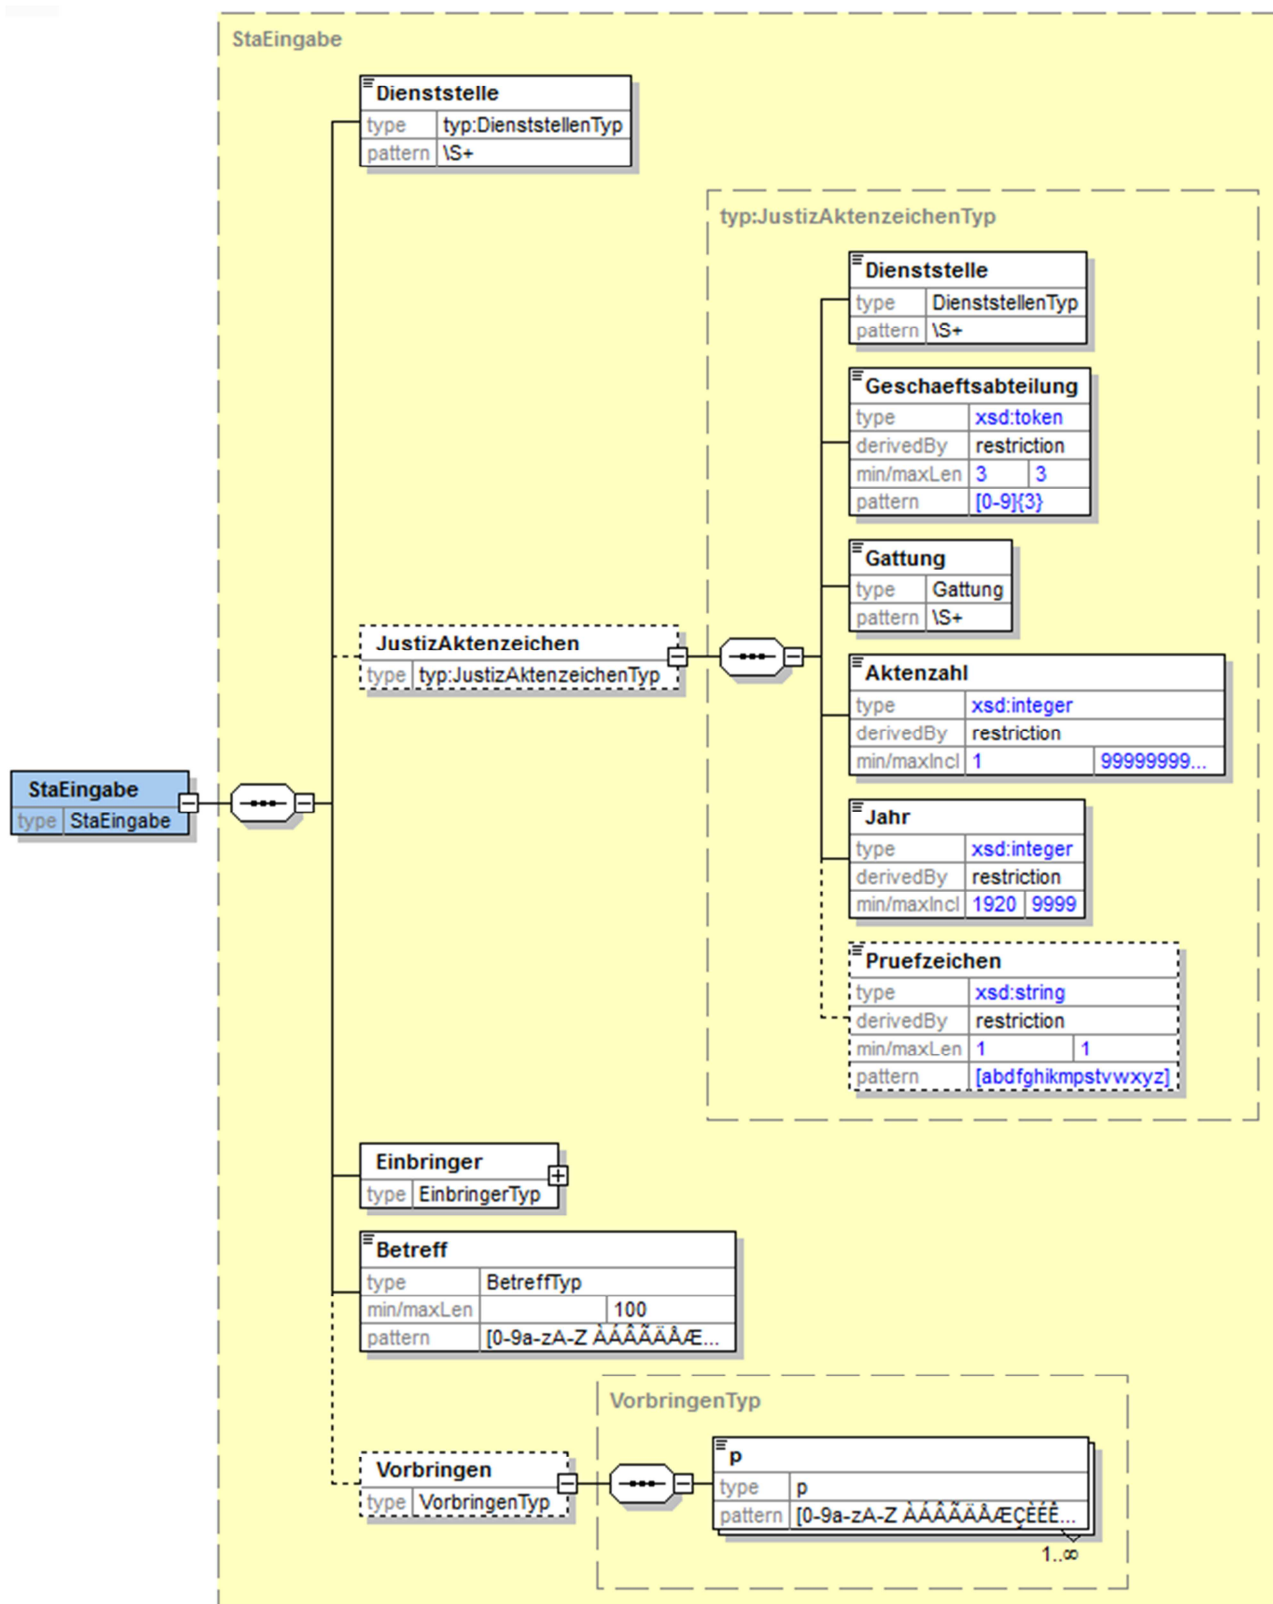 StaEingabe
Dienststelle
type typ:DienststellenTyp
pattern \S+
typ:JustizAktenzeichenTyp
Dienststelle
type DienststellenTyp
pattern \S+
Geschaeftsabteilung
type xsd:token
derivedBy restriction
min/maxLen 3 3
pattern [0-9]{3}
Gattung
type Gattung
pattern \S+
JustizAktenzeichen
type typ:JustizAktenzeichenTyp
Aktenzahl
type xsd:integer
derivedBy restriction
min/maxIncl 1 99999999...
StaEingabe
type StaEingabe
Jahr
type xsd:integer
derivedBy restriction
min/maxIncl 1920 9999
Pruefzeichen
type xsd:string
derivedBy restriction
min/maxLen 1 1
pattern [abdfghikmpstvwxyz]
Einbringer
type EinbringerTyp
Betreff
type BetreffTyp
min/maxLen 100
pattern [0-9a-zA-Z ÀÁÂÃÄÅÆ...
VorbringenTyp
Vorbringen
type VorbringenTyp
p
type p
pattern [0-9a-zA-Z ÀÁÂÃÄÅÆÇÈÉÊ...
1..∞